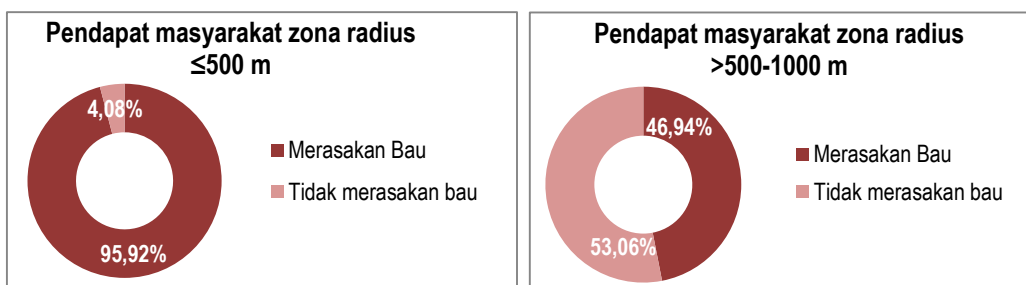 Pendapat masyarakat zona radius
≤500 m
4,08%
95,92%
Merasakan Bau
Tidak merasakan bau
Pendapat masyarakat zona radius
>500-1000 m
46,94%
53,06%
Merasakan Bau
Tidak merasakan bau